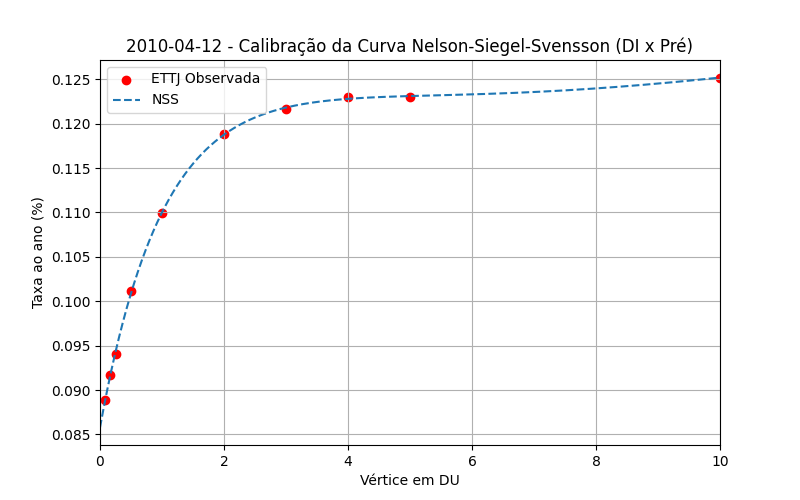 2010-04-12 - Calibração da Curva Nelson-Siegel-Svensson (DI x Pré)
ETTJ Observada
NSS
Taxa ao ano (%)
0.125
0.120
0.115
0.110
0.105
0.100
0.095
0.090
0.085
0 2 4 6 8 10
Vértice em DU